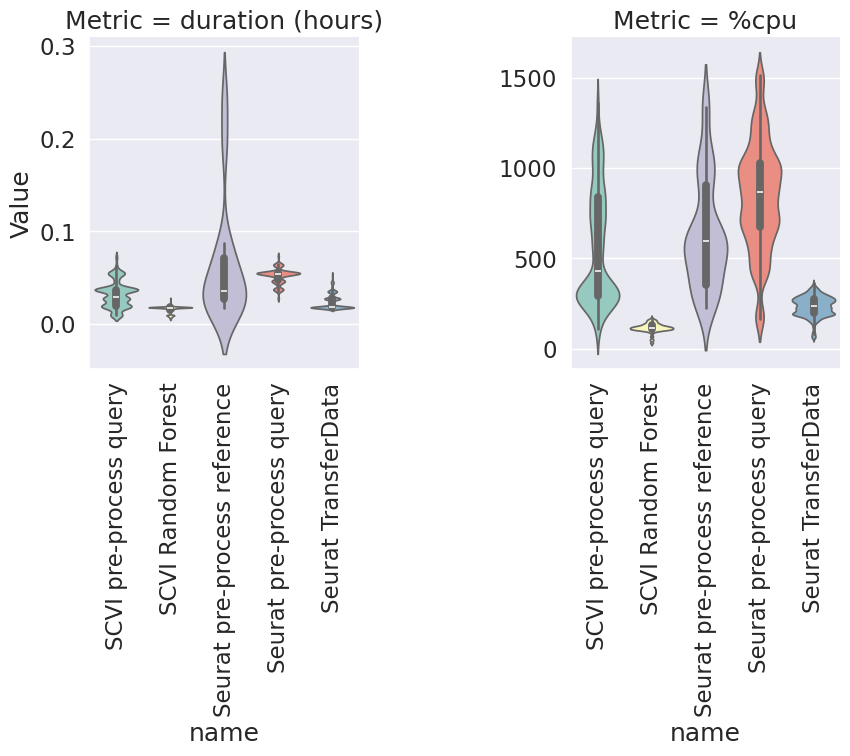 Metric = duration (hours)
Metric = %cpu
Value
0.3
0.2
0.1
0.0
1500
1000
500
0
SCVI pre-process query
SCVI Random Forest
Seurat pre-process reference
Seurat pre-process query
Seurat TransferData
SCVI pre-process query
SCVI Random Forest
Seurat pre-process reference
Seurat pre-process query
Seurat TransferData
name
name